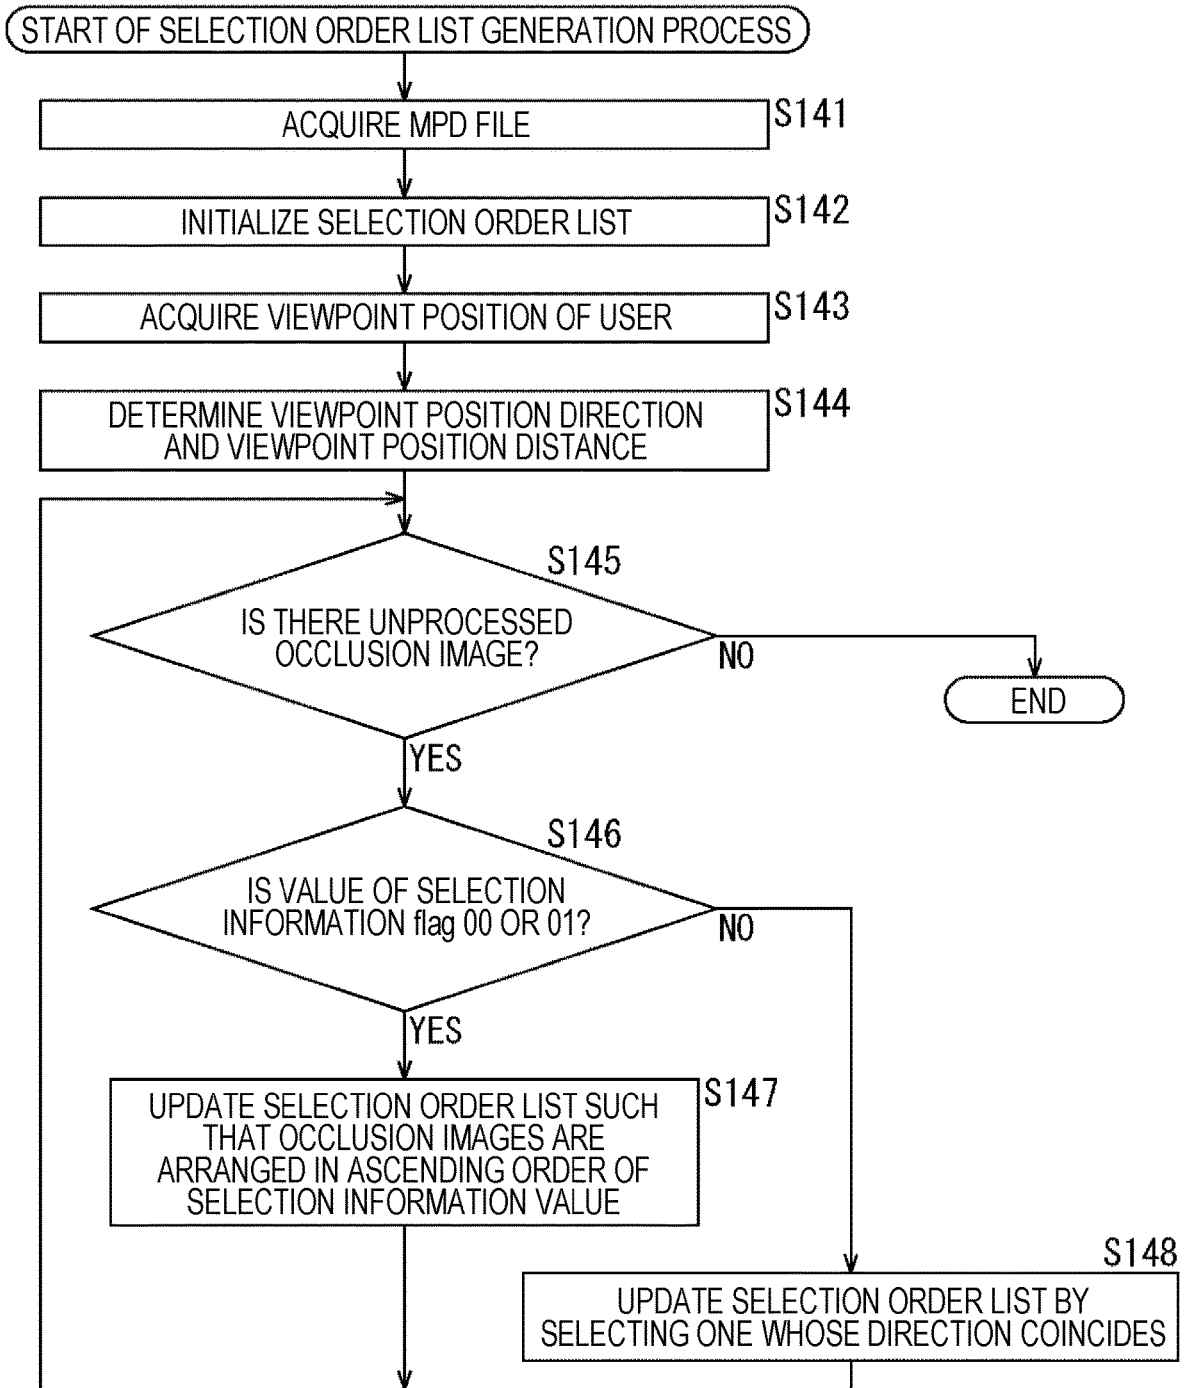 START OF SELECTION ORDER LIST GENERATION PROCESS
S141
ACQUIRE MPD FILE
S142
INITIALIZE SELECTION ORDER LIST
S143
ACQUIRE VIEWPOINT POSITION OF USER
S144
DETERMINE VIEWPOINT POSITION DIRECTION
AND VIEWPOINT POSITION DISTANCE
S145
IS THERE UNPROCESSED
OCCLUSION IMAGE?
NO
END
YES
S146
IS VALUE OF SELECTION
INFORMATION flag 00 OR 01?
NO
YES
S147
UPDATE SELECTION ORDER LIST SUCH
THAT OCCLUSION IMAGES ARE
ARRANGED IN ASCENDING ORDER OF
SELECTION INFORMATION VALUE
S148
UPDATE SELECTION ORDER LIST BY
SELECTING ONE WHOSE DIRECTION COINCIDES